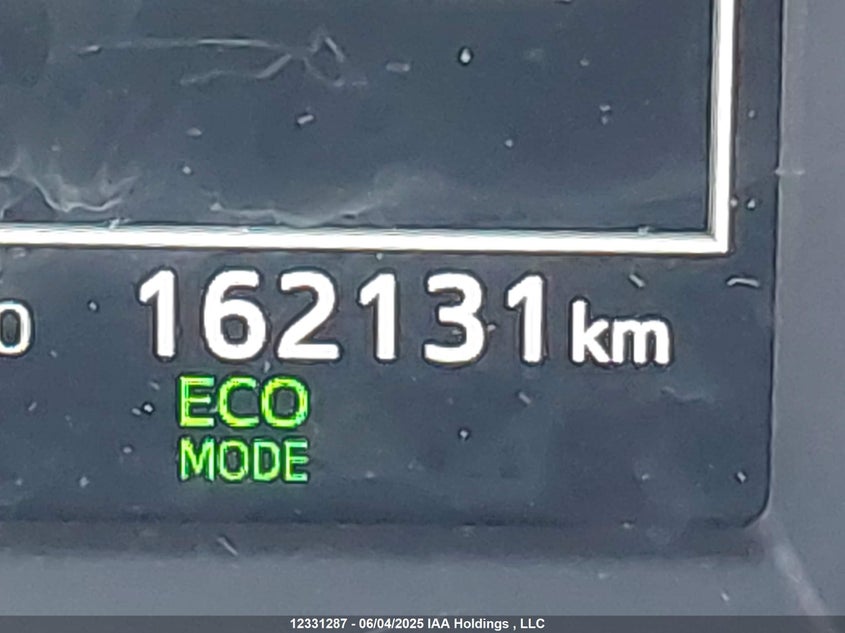 162131 km
ECO
MODE
12331287 - 06/04/2025 IAA Holdings , LLC